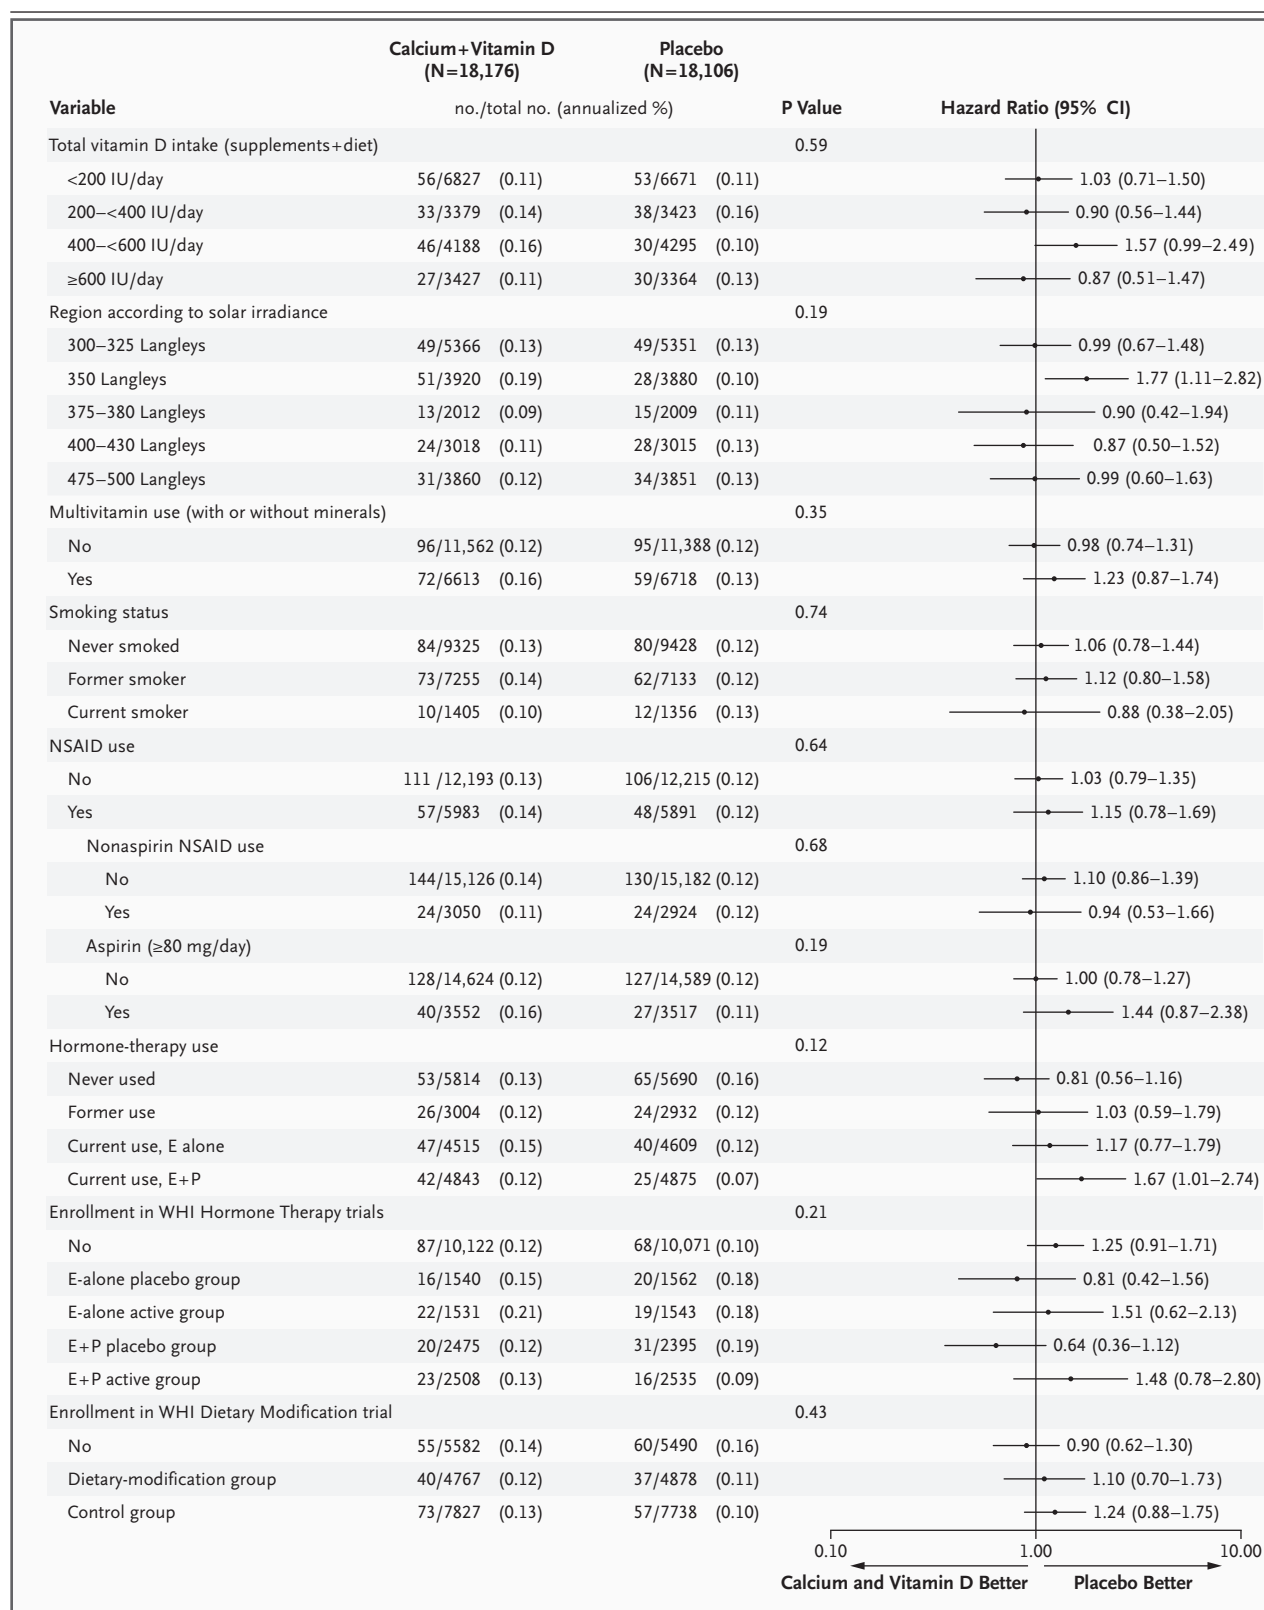 Calcium+Vitamin D Placebo
(N=18,176) (N=18,106)
Variable no./total no. (annualized %) P Value Hazard Ratio (95% CI)
Total vitamin D intake (supplements+diet) 0.59
<200 IU/day 56/6827 (0.11) 53/6671 (0.11) 1.03 (0.71–1.50)
200–<400 IU/day 33/3379 (0.14) 38/3423 (0.16) 0.90 (0.56–1.44)
400–<600 IU/day 46/4188 (0.16) 30/4295 (0.10) 1.57 (0.99–2.49)
≥600 IU/day 27/3427 (0.11) 30/3364 (0.13) 0.87 (0.51–1.47)
Region according to solar irradiance 0.19
300–325 Langleys 49/5366 (0.13) 49/5351 (0.13) 0.99 (0.67–1.48)
350 Langleys 51/3920 (0.19) 28/3880 (0.10) 1.77 (1.11–2.82)
375–380 Langleys 13/2012 (0.09) 15/2009 (0.11) 0.90 (0.42–1.94)
400–430 Langleys 24/3018 (0.11) 28/3015 (0.13) 0.87 (0.50–1.52)
475–500 Langleys 31/3860 (0.12) 34/3851 (0.13) 0.99 (0.60–1.63)
Multivitamin use (with or without minerals) 0.35
No 96/11,562 (0.12) 95/11,388 (0.12) 0.98 (0.74–1.31)
Yes 72/6613 (0.16) 59/6718 (0.13) 1.23 (0.87–1.74)
Smoking status 0.74
Never smoked 84/9325 (0.13) 80/9428 (0.12) 1.06 (0.78–1.44)
Former smoker 73/7255 (0.14) 62/7133 (0.12) 1.12 (0.80–1.58)
Current smoker 10/1405 (0.10) 12/1356 (0.13) 0.88 (0.38–2.05)
NSAID use 0.64
No 111 /12,193 (0.13) 106/12,215 (0.12) 1.03 (0.79–1.35)
Yes 57/5983 (0.14) 48/5891 (0.12) 1.15 (0.78–1.69)
Nonaspirin NSAID use 0.68
No 144/15,126 (0.14) 130/15,182 (0.12) 1.10 (0.86–1.39)
Yes 24/3050 (0.11) 24/2924 (0.12) 0.94 (0.53–1.66)
Aspirin (≥80 mg/day) 0.19
No 128/14,624 (0.12) 127/14,589 (0.12) 1.00 (0.78–1.27)
Yes 40/3552 (0.16) 27/3517 (0.11) 1.44 (0.87–2.38)
Hormone-therapy use 0.12
Never used 53/5814 (0.13) 65/5690 (0.16) 0.81 (0.56–1.16)
Former use 26/3004 (0.12) 24/2932 (0.12) 1.03 (0.59–1.79)
Current use, E alone 47/4515 (0.15) 40/4609 (0.12) 1.17 (0.77–1.79)
Current use, E+P 42/4843 (0.12) 25/4875 (0.07) 1.67 (1.01–2.74)
Enrollment in WHI Hormone Therapy trials 0.21
No 87/10,122 (0.12) 68/10,071 (0.10) 1.25 (0.91–1.71)
E-alone placebo group 16/1540 (0.15) 20/1562 (0.18) 0.81 (0.42–1.56)
E-alone active group 22/1531 (0.21) 19/1543 (0.18) 1.51 (0.62–2.13)
E+P placebo group 20/2475 (0.12) 31/2395 (0.19) 0.64 (0.36–1.12)
E+P active group 23/2508 (0.13) 16/2535 (0.09) 1.48 (0.78–2.80)
Enrollment in WHI Dietary Modification trial 0.43
No 55/5582 (0.14) 60/5490 (0.16) 0.90 (0.62–1.30)
Dietary-modification group 40/4767 (0.12) 37/4878 (0.11) 1.10 (0.70–1.73)
Control group 73/7827 (0.13) 57/7738 (0.10) 1.24 (0.88–1.75)
0.10 1.00 10.00
Calcium and Vitamin D Better Placebo Better